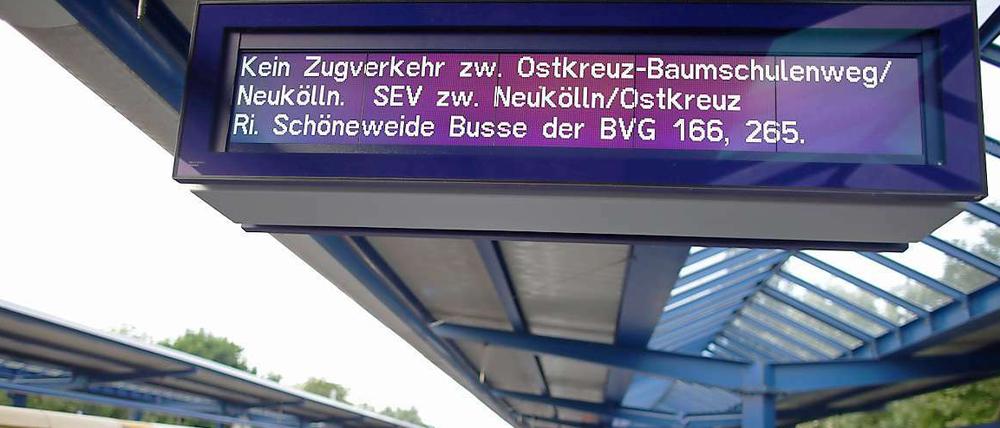 Kein Zugverkehr zw. Ostkreuz-Baumschulenweg/
Neukölln. SEV zw. Neukölln/Ostkreuz
Ri. Schöneweide Busse der BVG 166, 265.